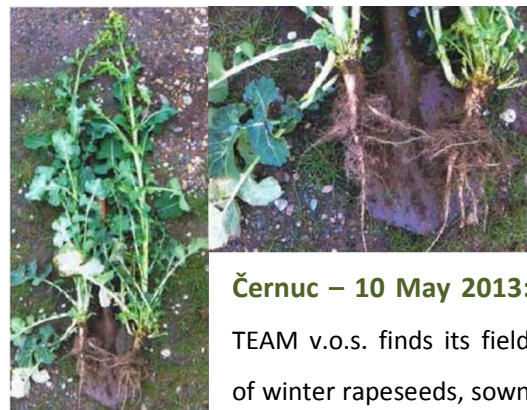 Černuc – 10 May 2013:
TEAM v.o.s. finds its field
of winter rapeseeds, sown